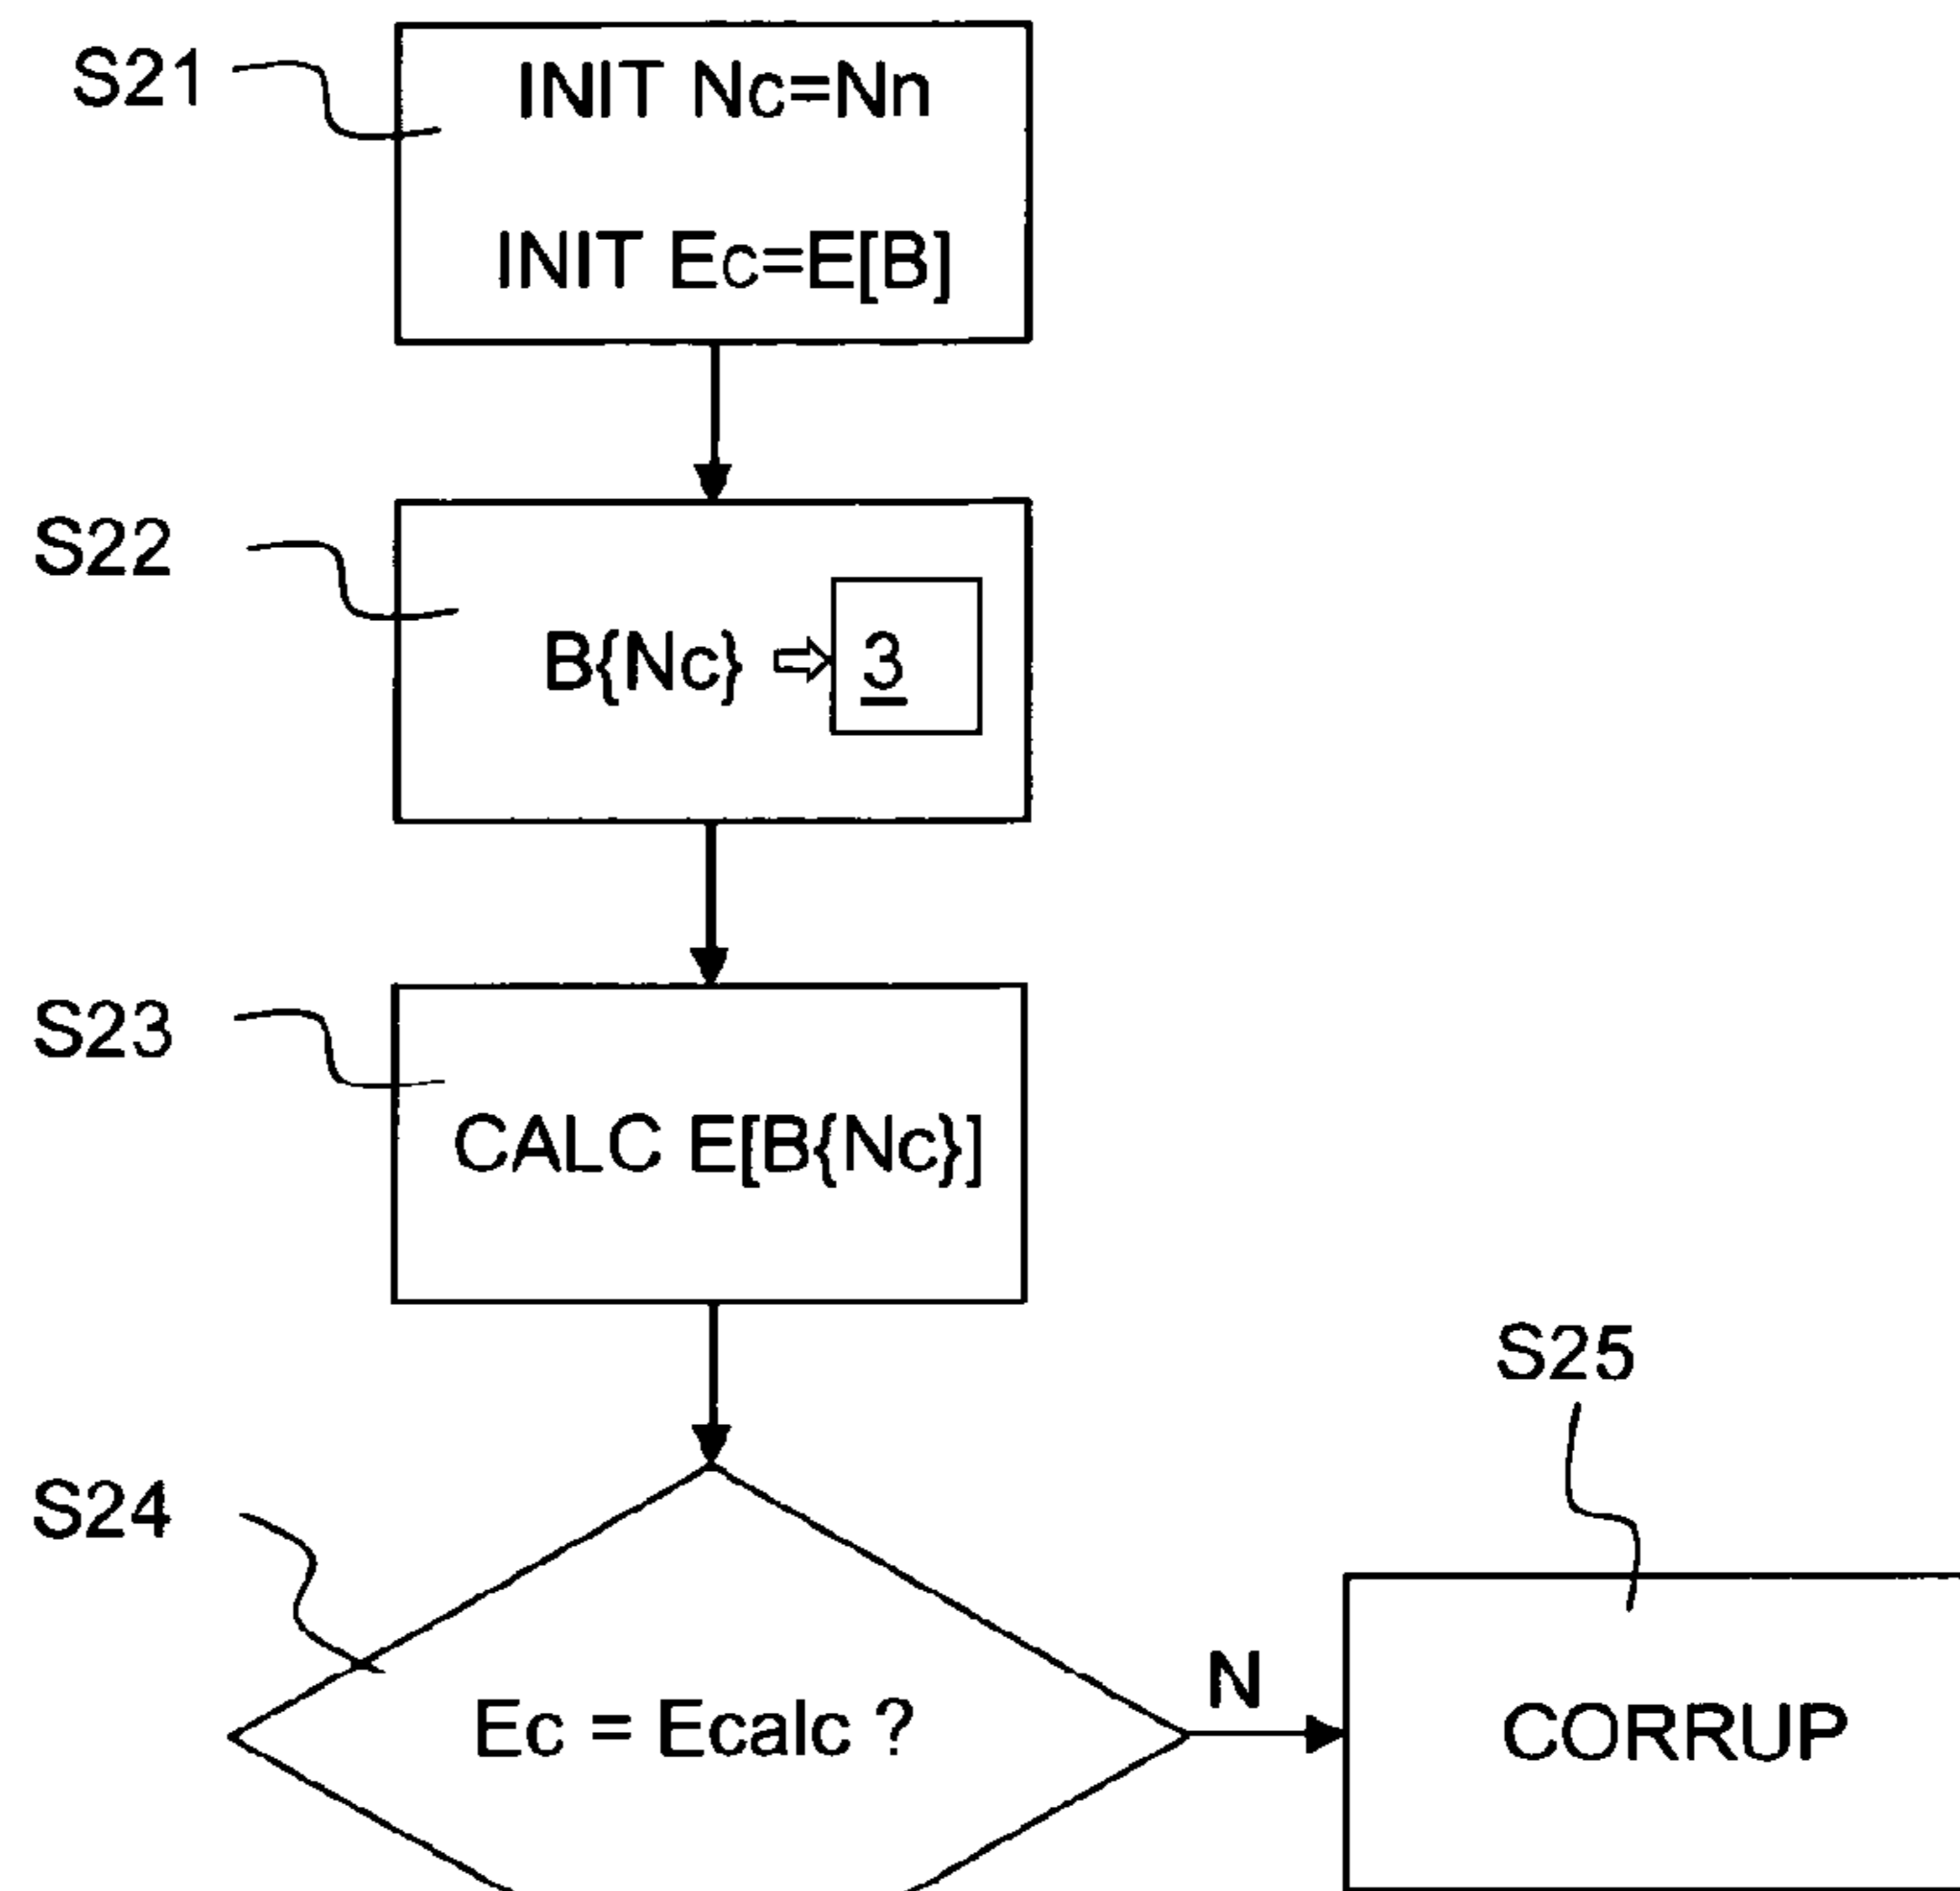 S21
INIT Nc=Nn
INIT Ec=E[B]
S22
B{Nc} ⇨ 3
S23
CALC E[B{Nc}]
S25
S24
N
Ec = Ecalc ?
CORRUP